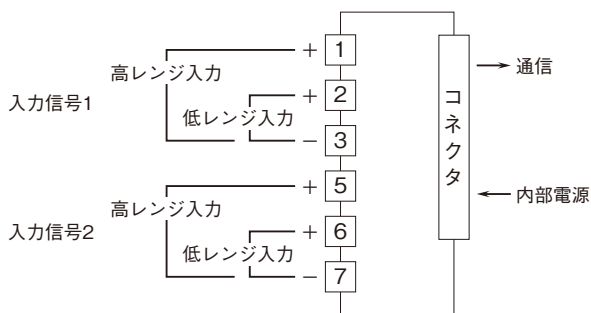 + 1
高レンジ入力
通信
+ 2
入力信号1
低レンジ入力
− 3
コネクタ
+ 5
高レンジ入力
内部電源
+ 6
入力信号2
低レンジ入力
− 7